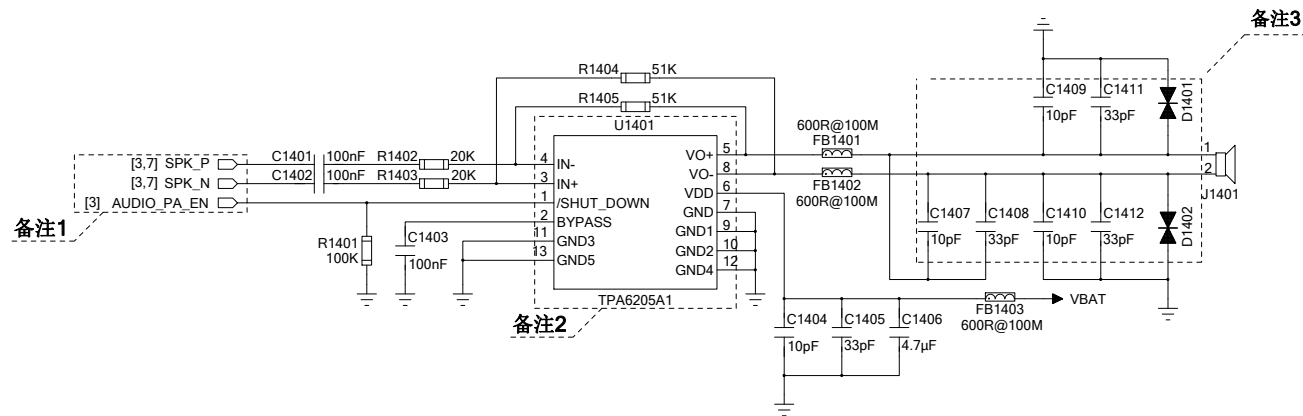 备注3
R1404 51K
R1405 51K
U1401
C1409
10pF
C1411
33pF
D1401
600R@100M
FB1401
[3,7] SPK_P
C1401 100nF R1402 20K
4 IN-
VO+ 5
1
[3,7] SPK_N
C1402 100nF R1403 20K
3 IN+
VO- 8
FB1402
600R@100M
2
J1401
[3] AUDIO_PA_EN
1 /SHUT_DOWN
VDD 6
备注1
2 BYPASS
GND 7
R1401
100K
C1403
100nF
11 GND3
GND1 9
13 GND5
GND2 10
GND4 12
C1407
10pF
C1408
33pF
C1410
10pF
C1412
33pF
D1402
TPA6205A1
备注2
VBAT
FB1403
600R@100M
C1404
10pF
C1405
33pF
C1406
4.7μF